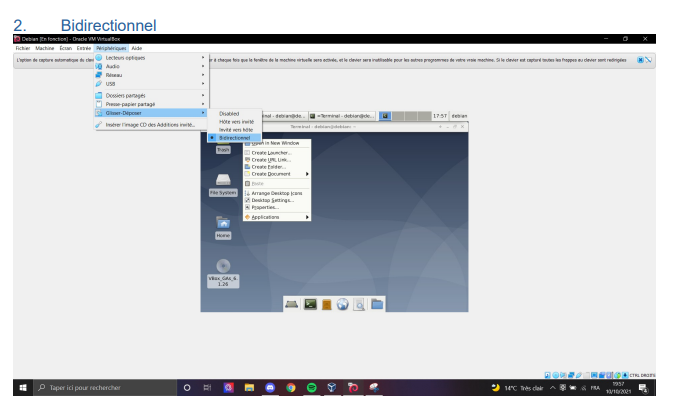 2. Bidirectionnel
Debian [En fonction] - Oracle VM VirtualBox
Fichier Machine Écran Entrée Périphériques Aide
Lecteurs optiques
Audio
Réseau
USB
Dossiers partagés
Presse-papier partagé
Glisser-Déposer
Insérer l'image CD des Additions invité...
L'option de capture automatique du clav
r à chaque fois que la fenêtre de la machine virtuelle sera activée, et le clavier sera inutilisable pour les autres programmes de votre vraie machine. Si le clavier est capturé toutes les frappes au clavier sont redirigées
Disabled
Hôte vers invité
Invité vers hôte
Bidirectionnel
inal - debian@de...
Terminal - debian@de...
17:57 debian
Terminal - debian@debian: ~
Open in New Window
Create Launcher...
Create URL Link...
Create Folder...
Create Document
Paste
Arrange Desktop Icons
Desktop Settings...
Properties...
Applications
Trash
File System
Home
VBox_GAs_6.
1.26
CTRL DROITE
Taper ici pour rechercher
14°C Très clair
FRA
19:57
10/10/2021